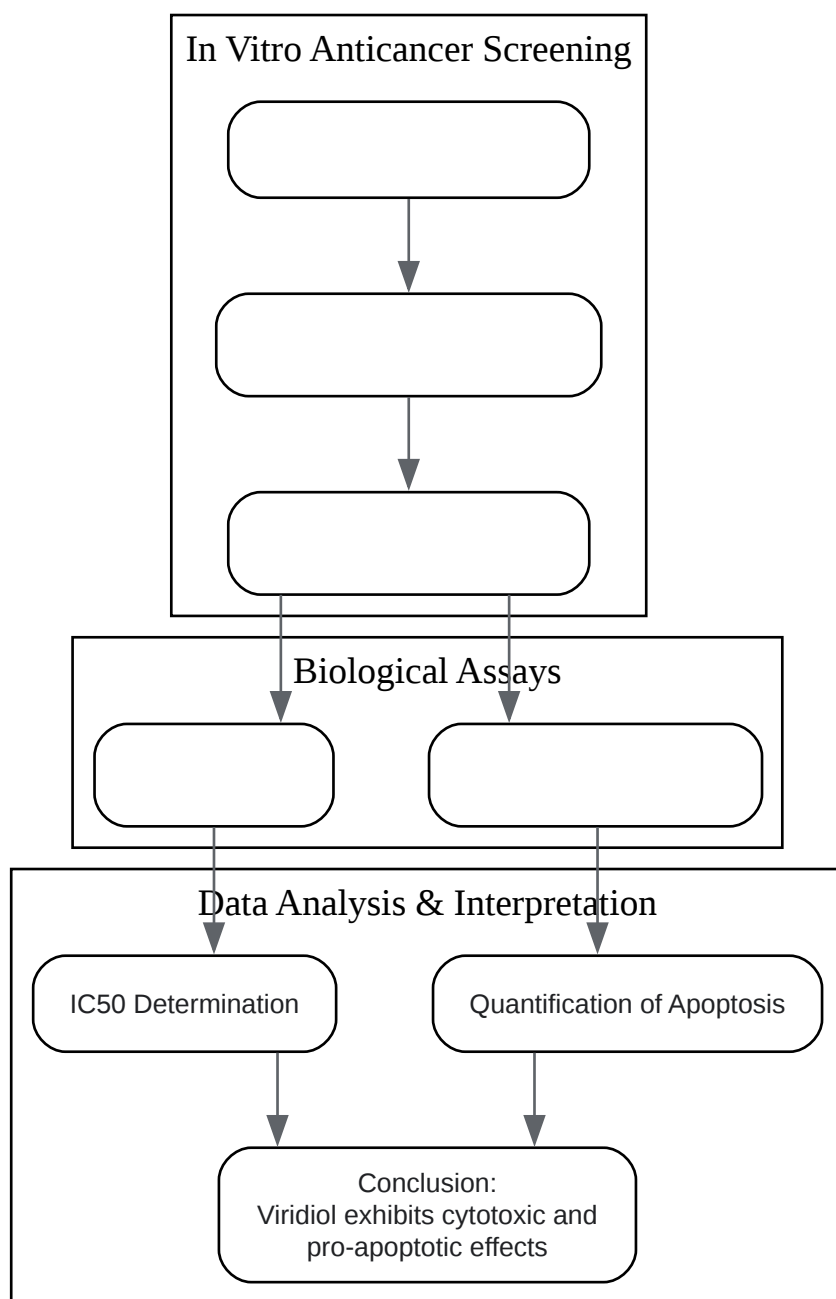 In Vitro Anticancer Screening
Biological Assays
Data Analysis & Interpretation
IC50 Determination
Quantification of Apoptosis
Conclusion:
Viridiol exhibits cytotoxic and
pro-apoptotic effects